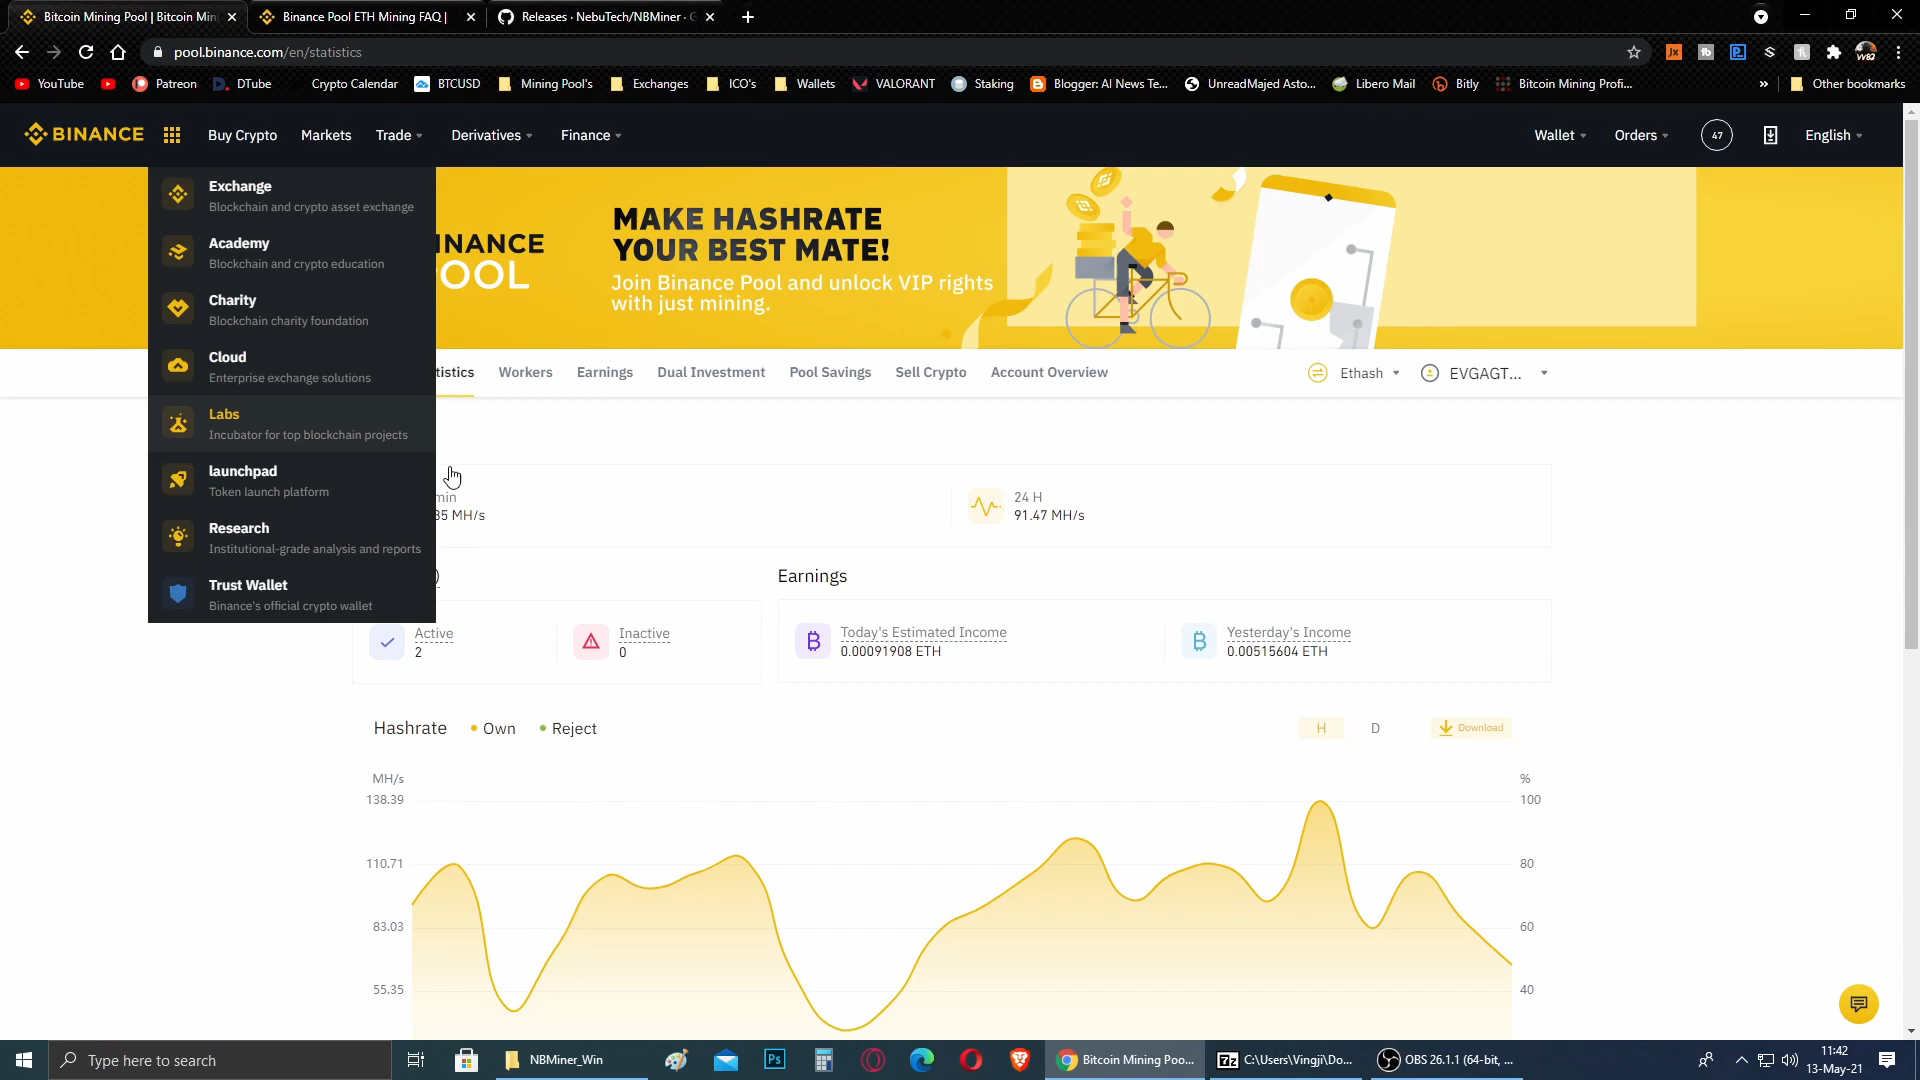 Bitcoin Mining Pool | Bitcoin Min
Binance Pool ETH Mining FAQ |
Releases · NebuTech/NBMiner ·
pool.binance.com/en/statistics
YouTube
Patreon
DTube
Crypto Calendar
BTCUSD
Mining Pool's
Exchanges
ICO's
Wallets
VALORANT
Staking
Blogger: AI News Te...
UnreadMajed Asto...
Libero Mail
Bitly
Bitcoin Mining Profi...
»
Other bookmarks
BINANCE
Buy Crypto
Markets
Trade
Derivatives
Finance
Wallet
Orders
47
English
Exchange
Blockchain and crypto asset exchange
Academy
Blockchain and crypto education
Charity
Blockchain charity foundation
Cloud
Enterprise exchange solutions
Labs
Incubator for top blockchain projects
launchpad
Token launch platform
Research
Institutional-grade analysis and reports
Trust Wallet
Binance's official crypto wallet
INANCE
OOL
MAKE HASHRATE
YOUR BEST MATE!
Join Binance Pool and unlock VIP rights
with just mining.
tistics
Workers
Earnings
Dual Investment
Pool Savings
Sell Crypto
Account Overview
Ethash
EVGAGT...
min
35 MH/s
24 H
91.47 MH/s
)
Active
2
Inactive
0
Earnings
Today's Estimated Income
0.00091908 ETH
Yesterday's Income
0.00515604 ETH
Hashrate
Own
Reject
H
D
Download
MH/s
138.39
110.71
83.03
55.35
%
100
80
60
40
Type here to search
NBMiner_Win
Ps
Bitcoin Mining Poo...
7z
C:\Users\Vingji\Do...
OBS 26.1.1 (64-bit, ...
11:42
13-May-21